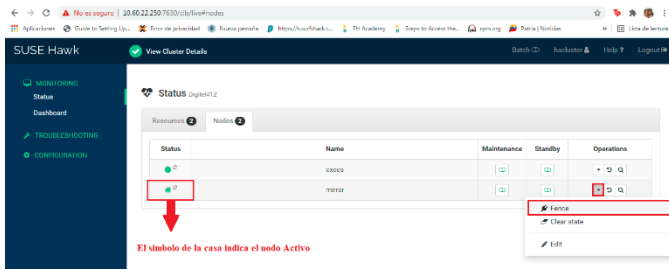 No es seguro | 10.60.22.250:7630/cib/live#nodes
Aplicaciones Guide to Setting Up... Error de privacidad Nueva pestaña EH Academy Steps to Access the... rpm.org Patria | Noticias Lista de lectura
SUSE Hawk View Cluster Details Batch hacluster Help ? Logout
MONITORING
Status
Dashboard
TROUBLESHOOTING
CONFIGURATION
Status Digitel412
Resources 2 Nodes 2
Status Name Maintenance Standby Operations
mirror
Fence
Clear state
Edit
El simbolo de la casa indica el nodo Activo